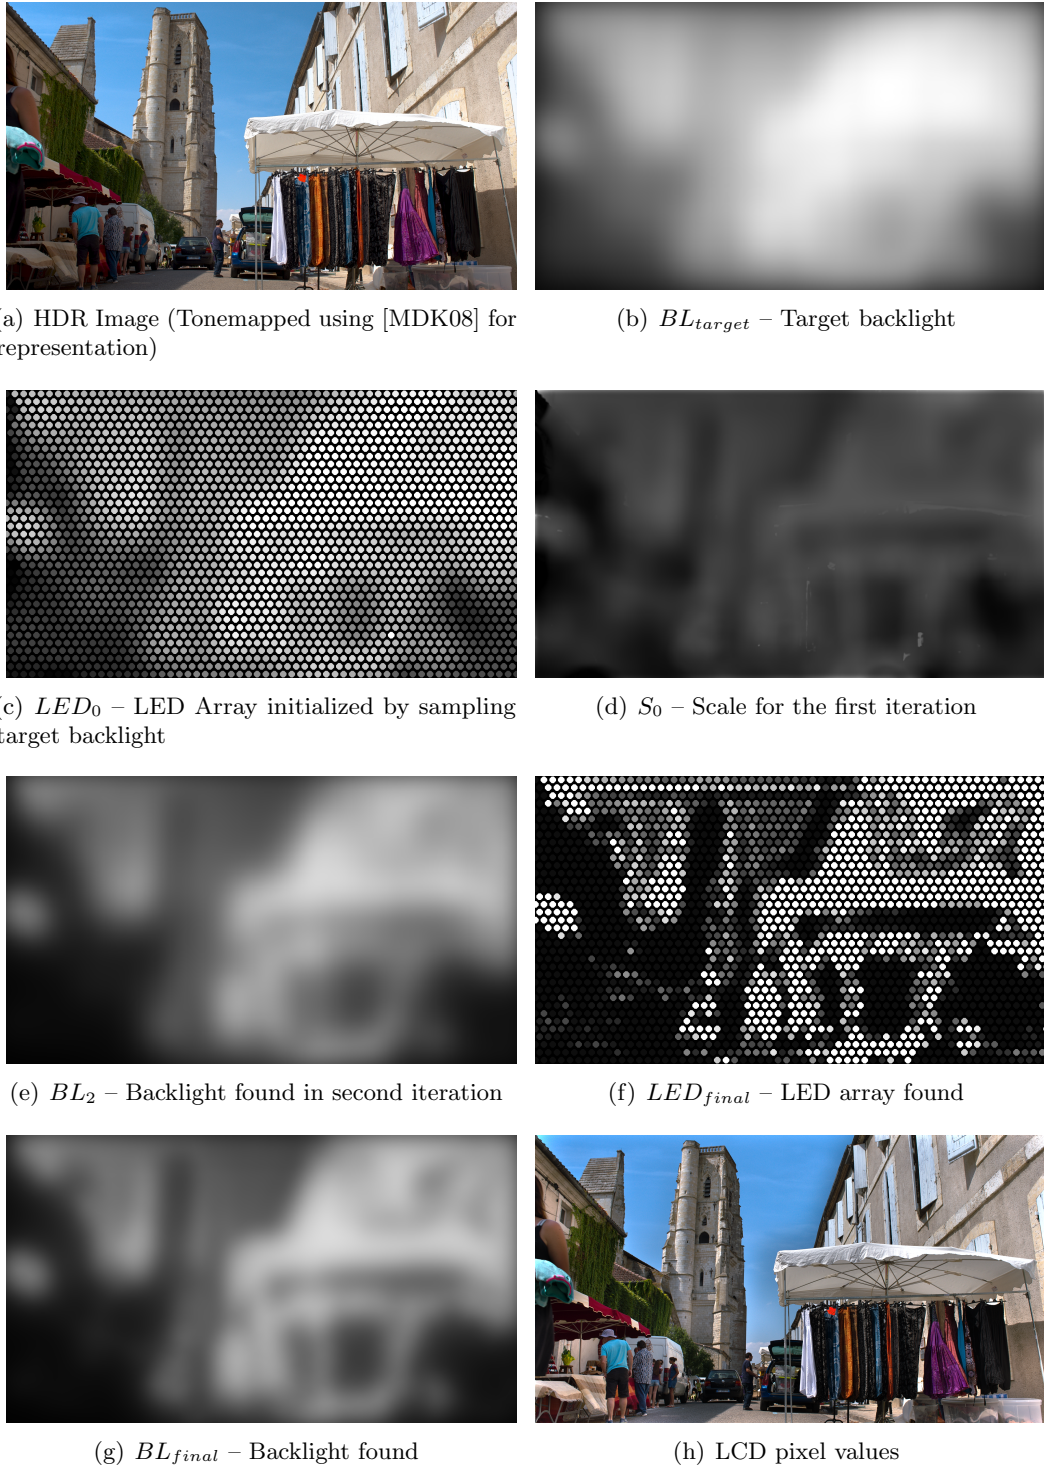 a) HDR Image (Tonemapped using [MDK08] for
representation)
(b) BL_target – Target backlight
(c) LED_0 – LED Array initialized by sampling
target backlight
(d) S_0 – Scale for the first iteration
(e) BL_2 – Backlight found in second iteration
(f) LED_final – LED array found
(g) BL_final – Backlight found
(h) LCD pixel values